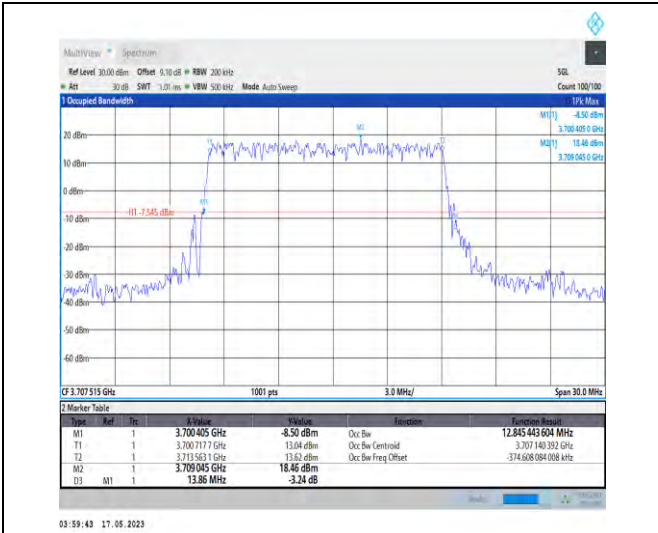 MultiView Spectrum
Ref Level 30.00 dBm Offset 9.10 dB RBW 200 kHz SGL
Att 30 dB SWT 1.01 ms VBW 500 kHz Mode Auto Sweep Count 100/100
1 Occupied Bandwidth 1Pk Max
M1[1] -8.50 dBm
3.700 405 0 GHz
M2[1] 18.46 dBm
3.709 045 0 GHz
20 dBm
M2
T1 T2
10 dBm
0 dBm
M1
H1 -7.545 dBm
-10 dBm
-30 dBm
-40 dBm
-50 dBm
-60 dBm
CF 3.707 515 GHz 1001 pts 3.0 MHz/ Span 30.0 MHz
2 Marker Table
Type Ref Trc X-Value Y-Value Function Function Result
M1 1 3.700 405 GHz -8.50 dBm Occ Bw 12.845 443 604 MHz
T1 1 3.700 717 7 GHz 13.04 dBm Occ Bw Centroid 3.707 140 392 GHz
T2 1 3.713 563 1 GHz 13.62 dBm Occ Bw Freq Offset -374.608 084 008 kHz
M2 1 3.709 045 GHz 18.46 dBm
D3 M1 1 13.86 MHz -3.24 dB
03:59:43 17.05.2023